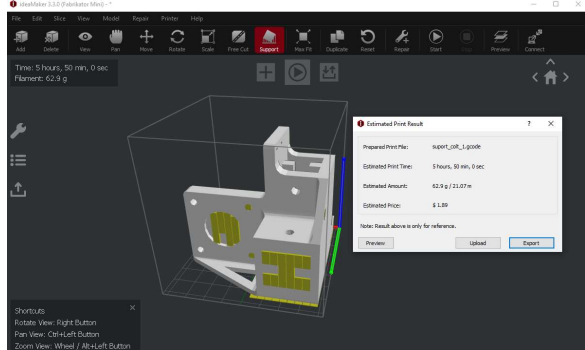 ideaMaker 3.3.0 (Fabrikator Mini) - *
File Edit Slice View Model Repair Printer Help
Add Delete View Pan Move Rotate Scale Free Cut Support Max Fit Duplicate Reset Repair Start Preview Connect
Time: 5 hours, 50 min, 0 sec
Filament: 62.9 g
Estimated Print Result ? ×
Prepared Print File: suport_colt_1.gcode
Estimated Print Time: 5 hours, 50 min, 0 sec
Estimated Amount: 62.9 g / 21.07 m
Estimated Price: $ 1.89
Note: Result above is only for reference.
Preview Upload Export
Shortcuts ×
Rotate View: Right Button
Pan View: Ctrl+Left Button
Zoom View: Wheel / Alt+Left Button